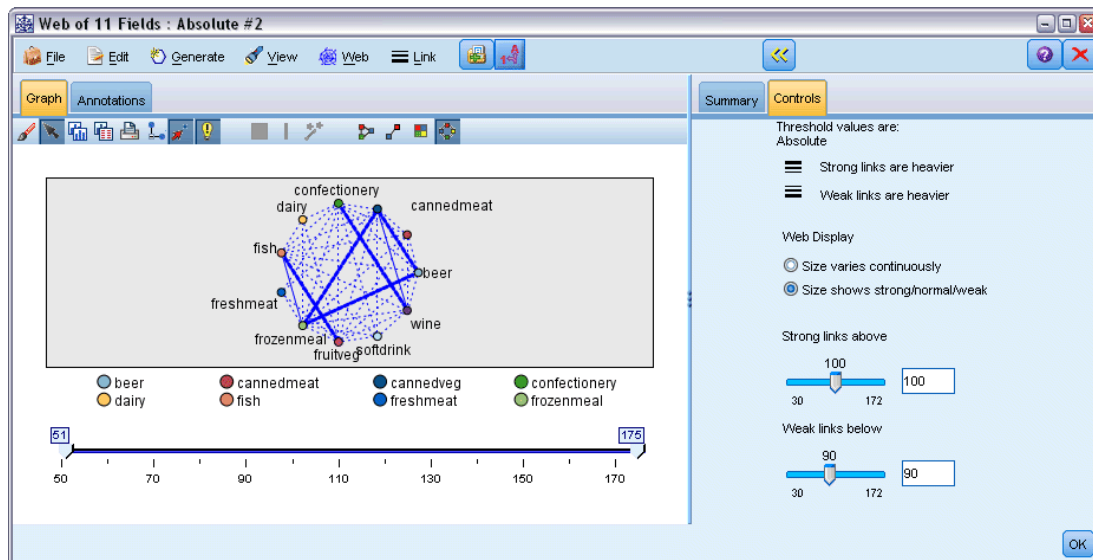 Web of 11 Fields : Absolute #2
File Edit Generate View Web Link
Graph Annotations
Summary Controls
Threshold values are:
Absolute
Strong links are heavier
Weak links are heavier
Web Display
Size varies continuously
Size shows strong/normal/weak
Strong links above
100
100
30 172
Weak links below
90
90
30 172
confectionery
dairy cannedmeat
fish
beer
freshmeat
wine
frozenmeal
fruitveg softdrink
beer cannedmeat cannedveg confectionery
dairy fish freshmeat frozenmeal
51 175
50 70 90 110 130 150 170
OK